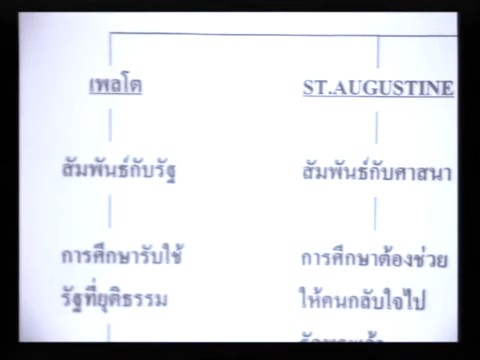 เพลโต
ST.AUGUSTINE
สัมพันธ์กับรัฐ
สัมพันธ์กับศาสนา
การศึกษารับใช้
รัฐที่ยุติธรรม
การศึกษาต้องช่วย
ให้คนกลับใจไป